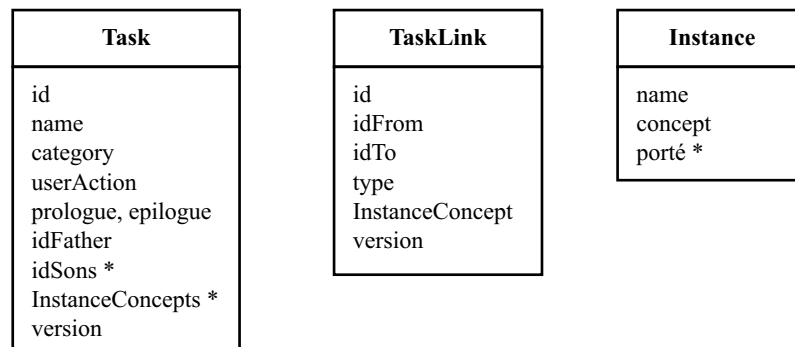 Task
id
name
category
userAction
prologue, epilogue
idFather
idSons *
InstanceConcepts *
version
TaskLink
id
idFrom
idTo
type
InstanceConcept
version
Instance
name
concept
porté *